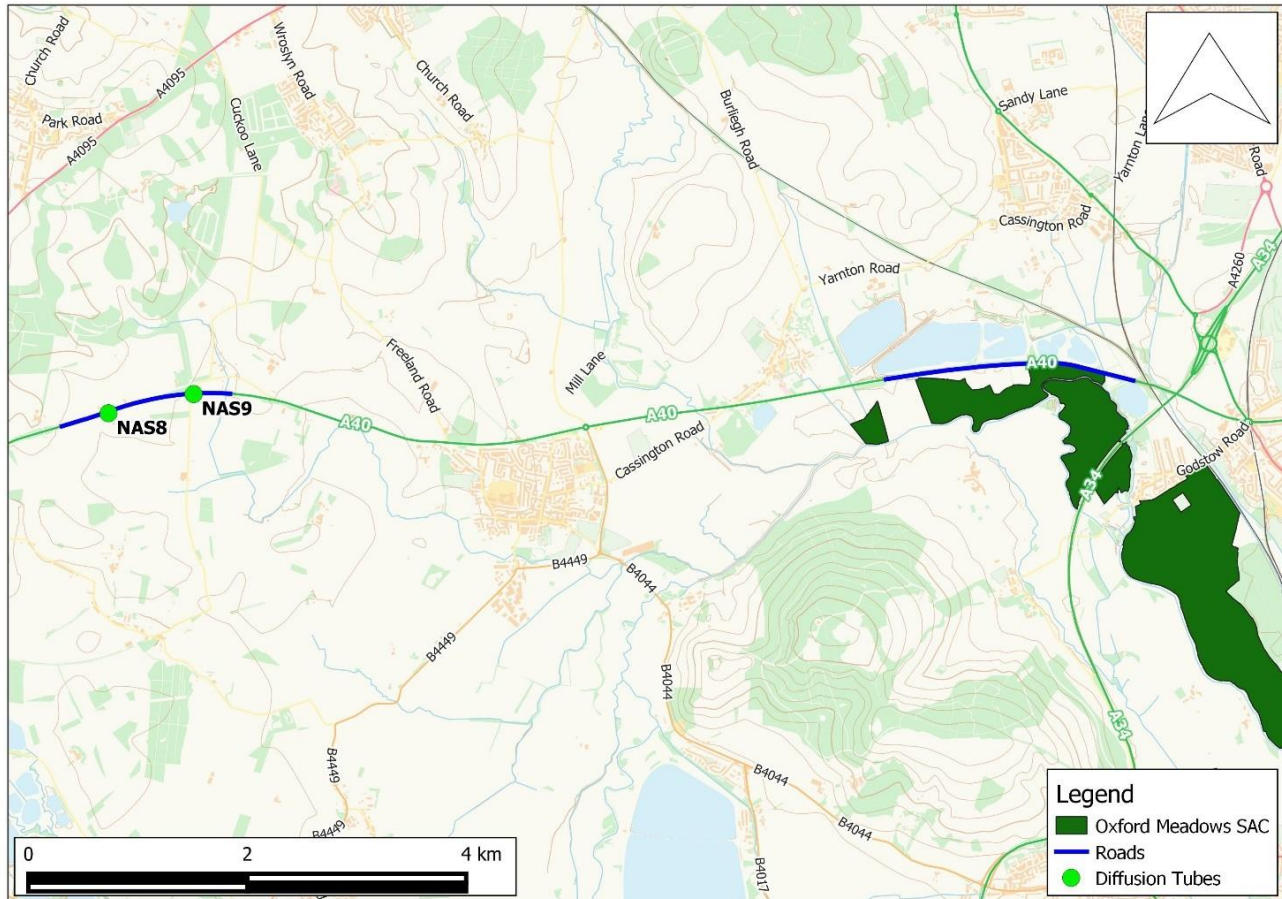 Church Road
Wroslyn Road
Church Road
Park Road
A4095
A4095
Cuckoo Lane
Burliegh Road
Sandy Lane
Yarnton Lane
Road
Cassington Road
A4260
A34
Yarnton Road
Freeland Road
Mill Lane
NAS9
NAS8
A40
A40
A40
Cassington Road
Godstow Road
A34
B4449
B4044
B4449
B4044
A34
B4449
B4449
B4044
B4044
B4017
0 2 4 km
Legend
Oxford Meadows SAC
Roads
Diffusion Tubes